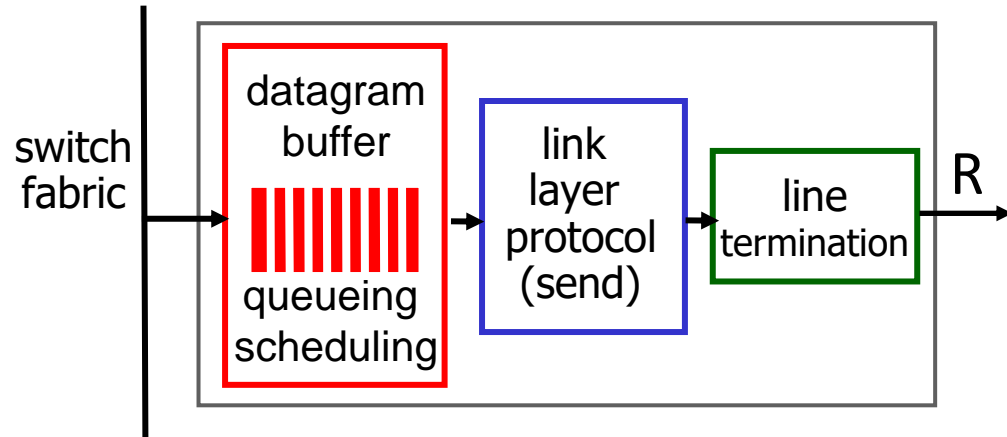 switch
fabric
datagram
buffer
queueing
scheduling
link
layer
protocol
(send)
line
termination
R